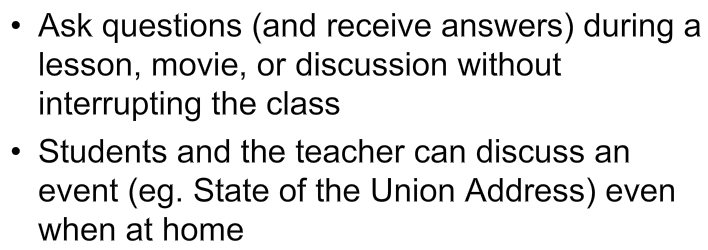 • Ask questions (and receive answers) during a
lesson, movie, or discussion without
interrupting the class
• Students and the teacher can discuss an
event (eg. State of the Union Address) even
when at home